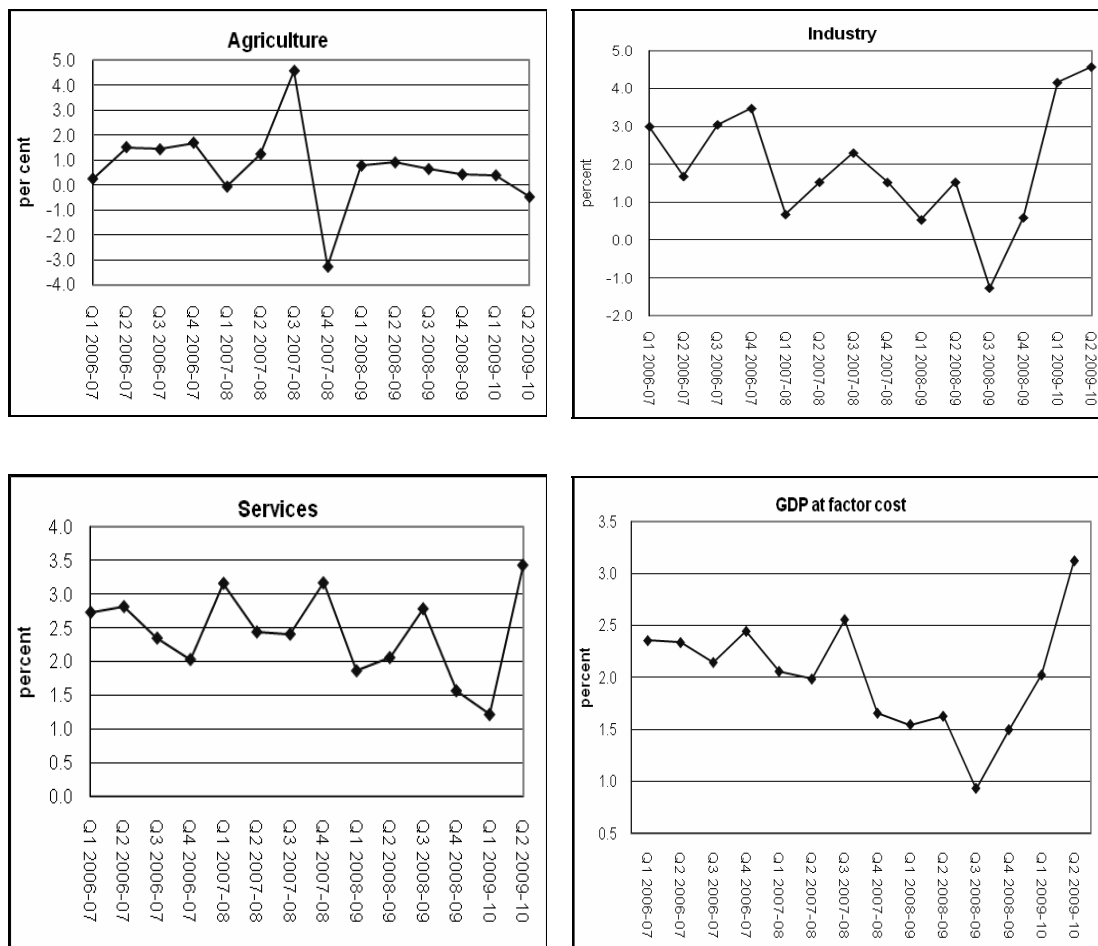 Agriculture
per cent
5.0
4.0
3.0
2.0
1.0
0.0
-1.0
-2.0
-3.0
-4.0
Q1 2006-07
Q2 2006-07
Q3 2006-07
Q4 2006-07
Q1 2007-08
Q2 2007-08
Q3 2007-08
Q4 2007-08
Q1 2008-09
Q2 2008-09
Q3 2008-09
Q4 2008-09
Q1 2009-10
Q2 2009-10
Industry
percent
5.0
4.0
3.0
2.0
1.0
0.0
-1.0
-2.0
Q1 2006-07
Q2 2006-07
Q3 2006-07
Q4 2006-07
Q1 2007-08
Q2 2007-08
Q3 2007-08
Q4 2007-08
Q1 2008-09
Q2 2008-09
Q3 2008-09
Q4 2008-09
Q1 2009-10
Q2 2009-10
Services
percent
4.0
3.5
3.0
2.5
2.0
1.5
1.0
0.5
0.0
Q1 2006-07
Q2 2006-07
Q3 2006-07
Q4 2006-07
Q1 2007-08
Q2 2007-08
Q3 2007-08
Q4 2007-08
Q1 2008-09
Q2 2008-09
Q3 2008-09
Q4 2008-09
Q1 2009-10
Q2 2009-10
GDP at factor cost
percent
3.5
3.0
2.5
2.0
1.5
1.0
0.5
Q1 2006-07
Q2 2006-07
Q3 2006-07
Q4 2006-07
Q1 2007-08
Q2 2007-08
Q3 2007-08
Q4 2007-08
Q1 2008-09
Q2 2008-09
Q3 2008-09
Q4 2008-09
Q1 2009-10
Q2 2009-10